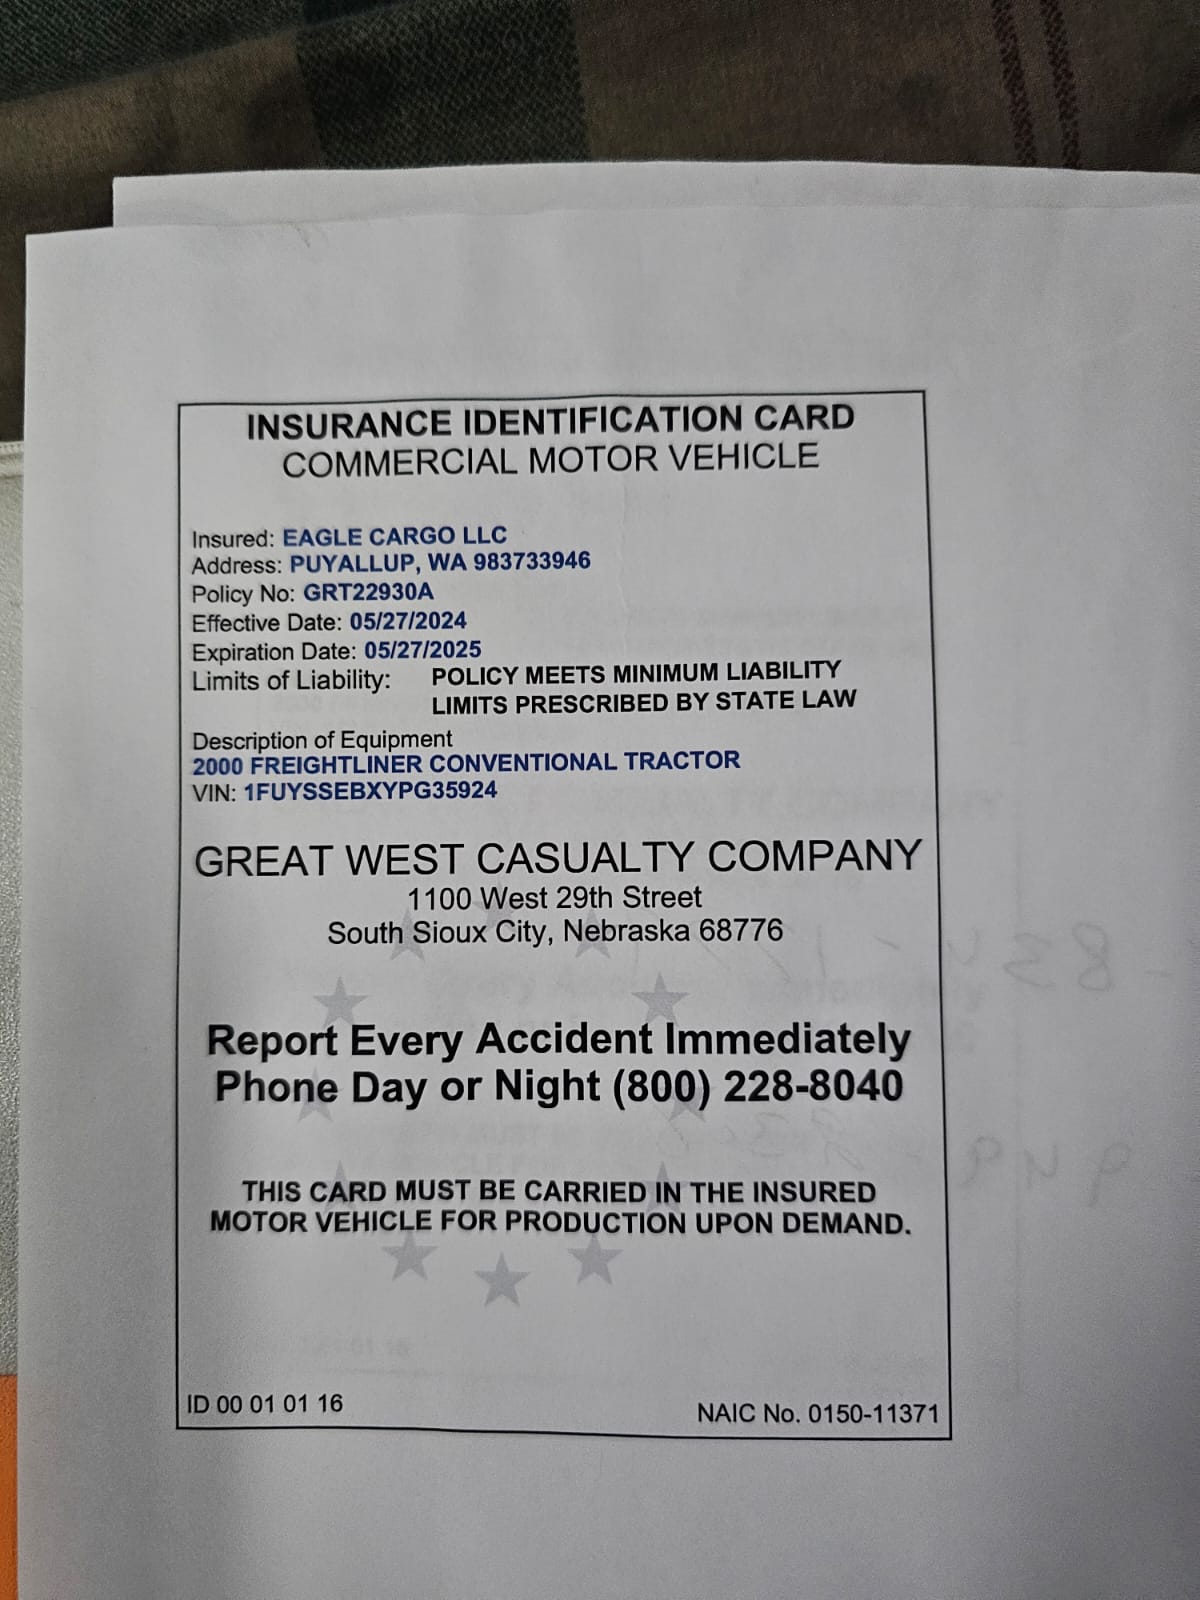 INSURANCE IDENTIFICATION CARD
COMMERCIAL MOTOR VEHICLE
Insured: EAGLE CARGO LLC
Address: PUYALLUP, WA 983733946
Policy No: GRT22930A
Effective Date: 05/27/2024
Expiration Date: 05/27/2025
Limits of Liability: POLICY MEETS MINIMUM LIABILITY
LIMITS PRESCRIBED BY STATE LAW
Description of Equipment
2000 FREIGHTLINER CONVENTIONAL TRACTOR
VIN: 1FUYSSEBXYPG35924
GREAT WEST CASUALTY COMPANY
1100 West 29th Street
South Sioux City, Nebraska 68776
Report Every Accident Immediately
Phone Day or Night (800) 228-8040
THIS CARD MUST BE CARRIED IN THE INSURED
MOTOR VEHICLE FOR PRODUCTION UPON DEMAND.
ID 00 01 01 16
NAIC No. 0150-11371